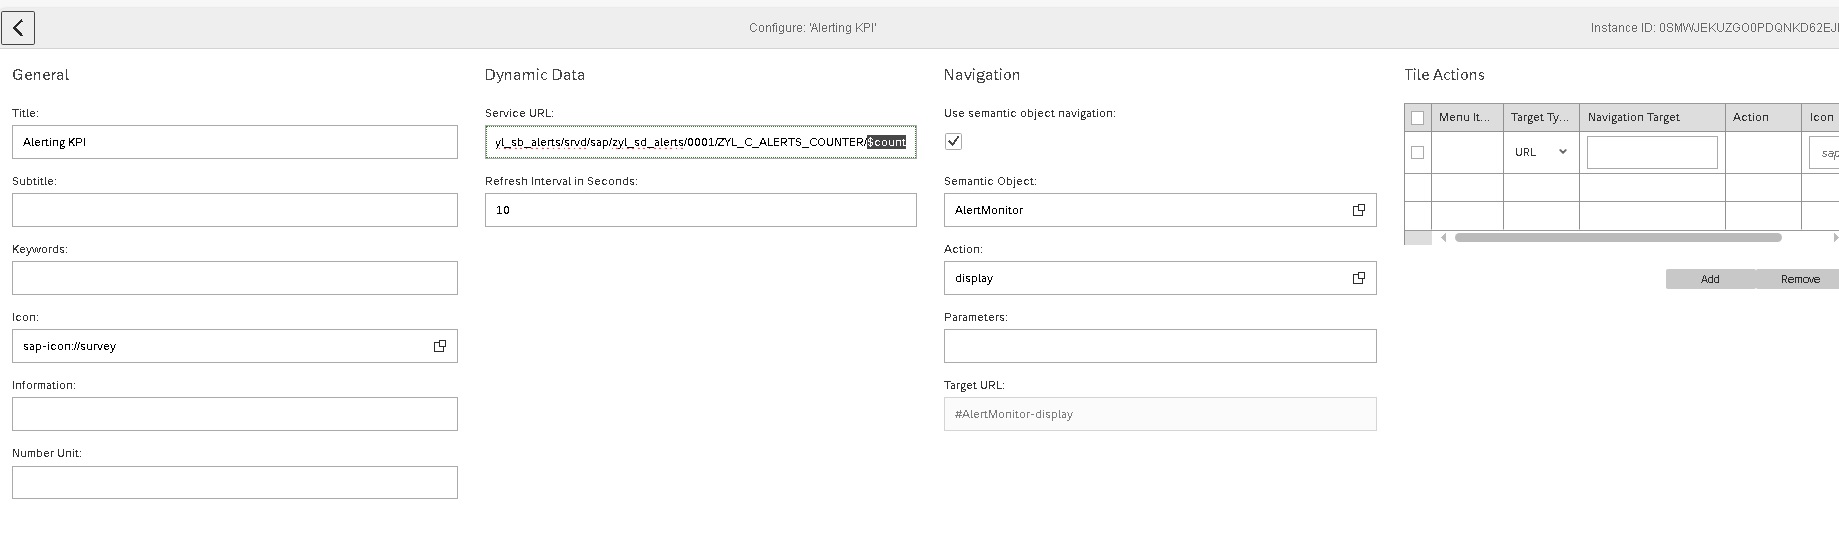 Configure: 'Alerting KPI'
Instance ID: 0SMWJEKUZGO0PDQNKD62EJ
General
Title:
Alerting KPI
Subtitle:
Keywords:
Icon:
sap-icon://survey
Information:
Number Unit:
Dynamic Data
Service URL:
yl_sb_alerts/srvd/sap/zyl_sd_alerts/0001/ZYL_C_ALERTS_COUNTER/$count
Refresh Interval in Seconds:
10
Navigation
Use semantic object navigation:
Semantic Object:
AlertMonitor
Action:
display
Parameters:
Target URL:
#AlertMonitor-display
Tile Actions
Menu It... Target Ty... Navigation Target Action Icon
URL sap
Add Remove